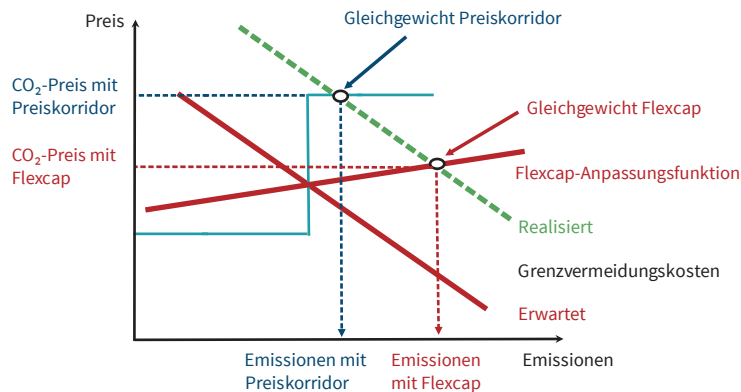 Preis
Gleichgewicht Preiskorridor
CO₂-Preis mit
Preiskorridor
Gleichgewicht Flexcap
CO₂-Preis mit
Flexcap
Flexcap-Anpassungsfunktion
Realisiert
Grenzvermeidungskosten
Erwartet
Emissionen mit
Preiskorridor
Emissionen
mit Flexcap
Emissionen